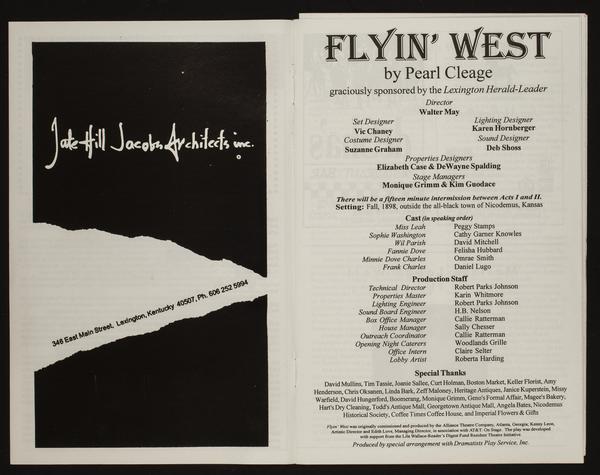 Tate Hill Jacobs Architects inc.
346 East Main Street, Lexington, Kentucky 40507, Ph. 606 252 5994
FLYIN' WEST
by Pearl Cleage
graciously sponsored by the Lexington Herald-Leader
Director
Walter May
Set Designer
Vic Chaney
Lighting Designer
Karen Hornberger
Costume Designer
Suzanne Graham
Sound Designer
Deb Shoss
Properties Designers
Elizabeth Case & DeWayne Spalding
Stage Managers
Monique Grimm & Kim Guodace
There will be a fifteen minute intermission between Acts I and II.
Setting: Fall, 1898, outside the all-black town of Nicodemus, Kansas
Cast (in speaking order)
Miss Leah Peggy Stamps
Sophie Washington Cathy Garner Knowles
Wil Parish David Mitchell
Fannie Dove Felisha Hubbard
Minnie Dove Charles Omrae Smith
Frank Charles Daniel Lugo
Production Staff
Technical Director Robert Parks Johnson
Properties Master Karin Whitmore
Lighting Engineer Robert Parks Johnson
Sound Board Engineer H.B. Nelson
Box Office Manager Callie Ratterman
House Manager Sally Chesser
Outreach Coordinator Callie Ratterman
Opening Night Caterers Woodlands Grille
Office Intern Claire Selter
Lobby Artist Roberta Harding
Special Thanks
David Mullins, Tim Tassie, Joanie Sallee, Curt Holman, Boston Market, Keller Florist, Amy
Henderson, Chris Oksanen, Linda Bark, Zeff Maloney, Heritage Antiques, Janice Kuperstein, Missy
Warfield, David Hungerford, Boomerang, Monique Grimm, Geno's Formal Affair, Magee's Bakery,
Hart's Dry Cleaning, Todd's Antique Mall, Georgetown Antique Mall, Angela Bates, Nicodemus
Historical Society, Coffee Times Coffee House, and Imperial Flowers & Gifts
Flyin' West was originally commissioned and produced by the Alliance Theatre Company, Atlanta, Georgia, Kenny Leon,
Artistic Director and Edith Love, Managing Director, in association with AT&T: On Stage. The play was developed
with support from the Lila Wallace-Reader's Digest Fund Resident Theatre Initiative.
Produced by special arrangement with Dramatists Play Service, Inc.